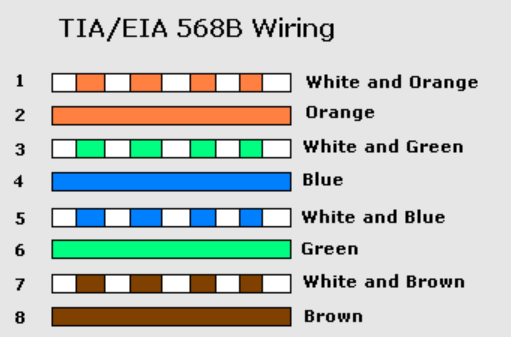 TIA/EIA 568B Wiring
1 White and Orange
2 Orange
3 White and Green
4 Blue
5 White and Blue
6 Green
7 White and Brown
8 Brown